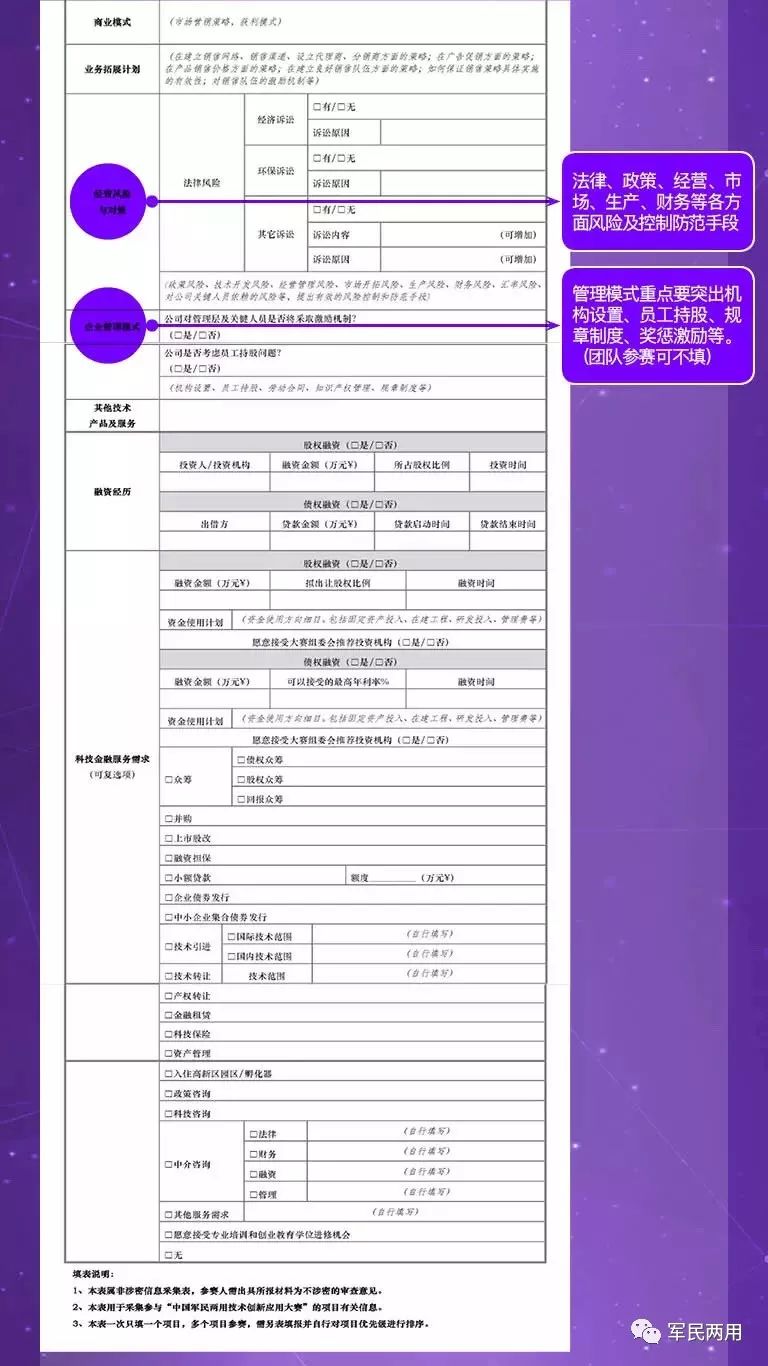 商业模式
(市场营销策略，获利模式)
业务拓展计划
(在建立销售网络、销售渠道、设立代理商、分销商方面的策略；在广告促销方面的策略；
在产品销售价格方面的策略；在建立良好销售队伍方面的策略；如何保证销售策略具体实施
的有效性；对销售队伍的激励机制等)
经营风险
与对策
法律风险
经济诉讼
□有/□无
诉讼原因
环保诉讼
□有/□无
诉讼原因
其它诉讼
□有/□无
诉讼内容 (可增加)
诉讼原因 (可增加)
(政策风险、技术开发风险、经营管理风险、市场开拓风险、生产风险、财务风险、汇率风险、
对公司关键人员依赖的风险等，提出有效的风险控制和防范手段)
法律、政策、经营、市
场、生产、财务等各方
面风险及控制防范手段
企业管理模式
公司对管理层及关键人员是否将采取激励机制？
(□是/□否)
公司是否考虑员工持股问题？
(□是/□否)
(机构设置、员工持股、劳动合同、知识产权管理、规章制度等)
管理模式重点要突出机
构设置、员工持股、规
章制度、奖惩激励等。
(团队参赛可不填)
其他技术
产品及服务
融资经历
股权融资 (□是/□否)
投资人/投资机构 融资金额 (万元¥) 所占股权比例 投资时间
债权融资 (□是/□否)
出借方 贷款金额 (万元¥) 贷款启动时间 贷款结束时间
科技金融服务需求
(可复选项)
股权融资 (□是/□否)
融资金额 (万元¥) 拟出让股权比例 融资时间
资金使用计划 (资金使用方向细目。包括固定资产投入、在建工程、研发投入、管理费等)
愿意接受大赛组委会推荐投资机构 (□是/□否)
债权融资 (□是/□否)
融资金额 (万元¥) 可以接受的最高年利率% 融资时间
资金使用计划 (资金使用方向细目。包括固定资产投入、在建工程、研发投入、管理费等)
愿意接受大赛组委会推荐投资机构 (□是/□否)
□众筹
□债权众筹
□股权众筹
□回报众筹
□并购
□上市股改
□融资担保
□小额贷款 额度________ (万元¥)
□企业债券发行
□中小企业集合债券发行
□技术引进
□国际技术范围 (自行填写)
□国内技术范围 (自行填写)
□技术转让 技术范围 (自行填写)
□产权转让
□金融租赁
□科技保险
□资产管理
□入住高新区园区/孵化器
□政策咨询
□科技咨询
□中介咨询
□法律 (自行填写)
□财务 (自行填写)
□融资 (自行填写)
□管理 (自行填写)
□其他服务需求 (自行填写)
□愿意接受专业培训和创业教育学位进修机会
□无
填表说明：
1、本表属非涉密信息采集表，参赛人需出具所报材料为不涉密的审查意见。
2、本表用于采集参与“中国军民两用技术创新应用大赛”的项目有关信息。
3、本表一次只填一个项目，多个项目参赛，需另表填报并自行对项目优先级进行排序。
军民两用